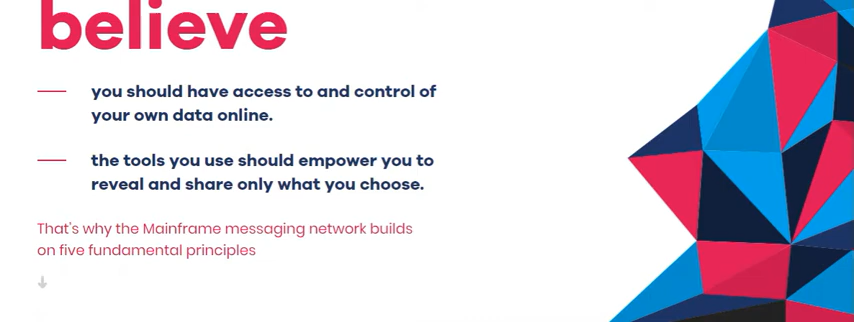 believe
you should have access to and control of
your own data online.
the tools you use should empower you to
reveal and share only what you choose.
That's why the Mainframe messaging network builds
on five fundamental principles